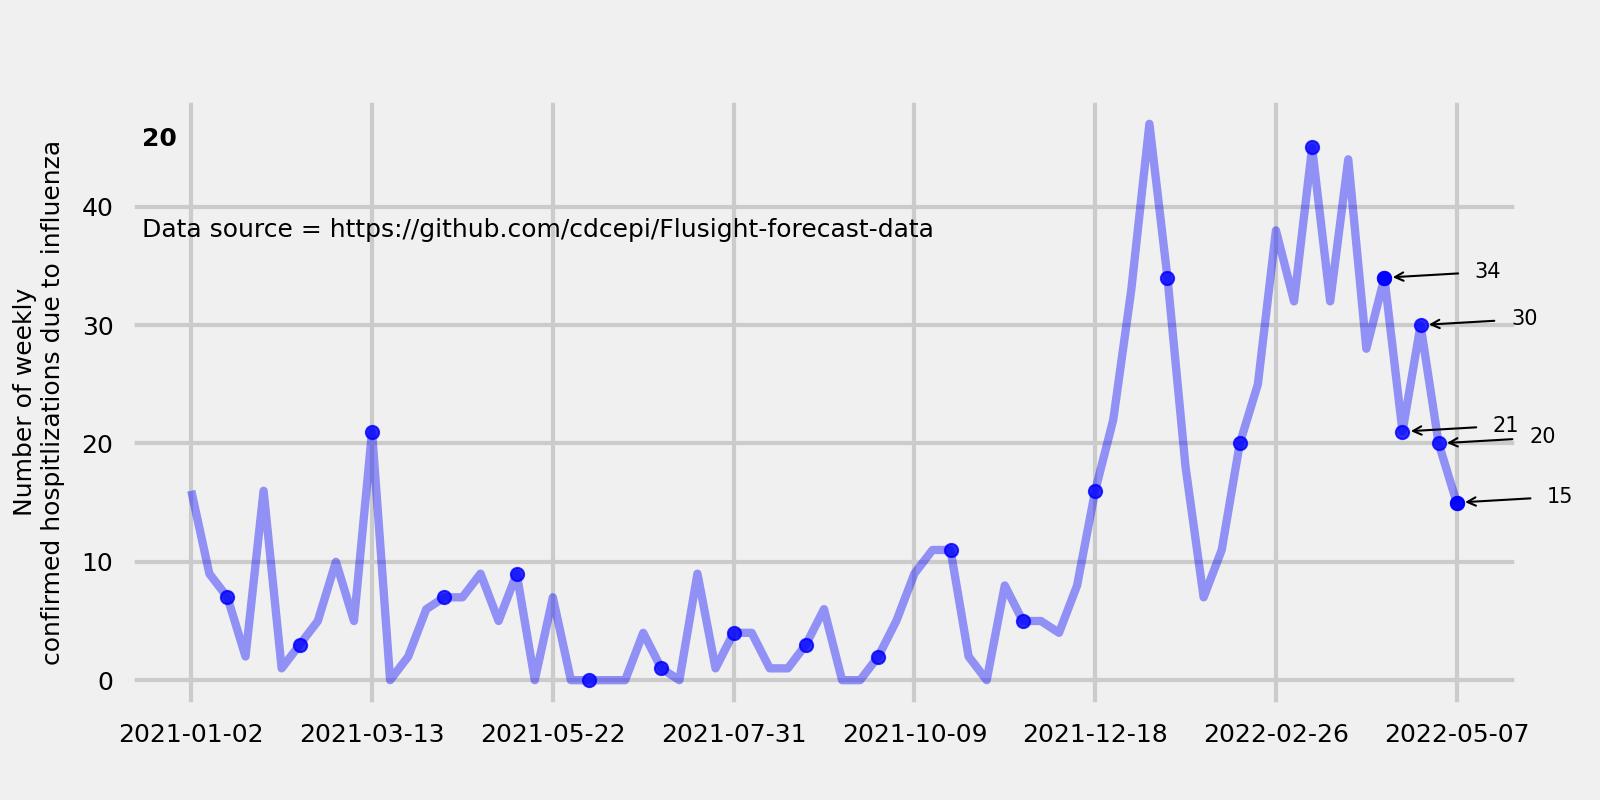 20
Data source = https://github.com/cdcepi/Flusight-forecast-data
Number of weekly
confirmed hospitlizations due to influenza
40
30
20
10
0
34
30
21
20
15
2021-01-02 2021-03-13 2021-05-22 2021-07-31 2021-10-09 2021-12-18 2022-02-26 2022-05-07